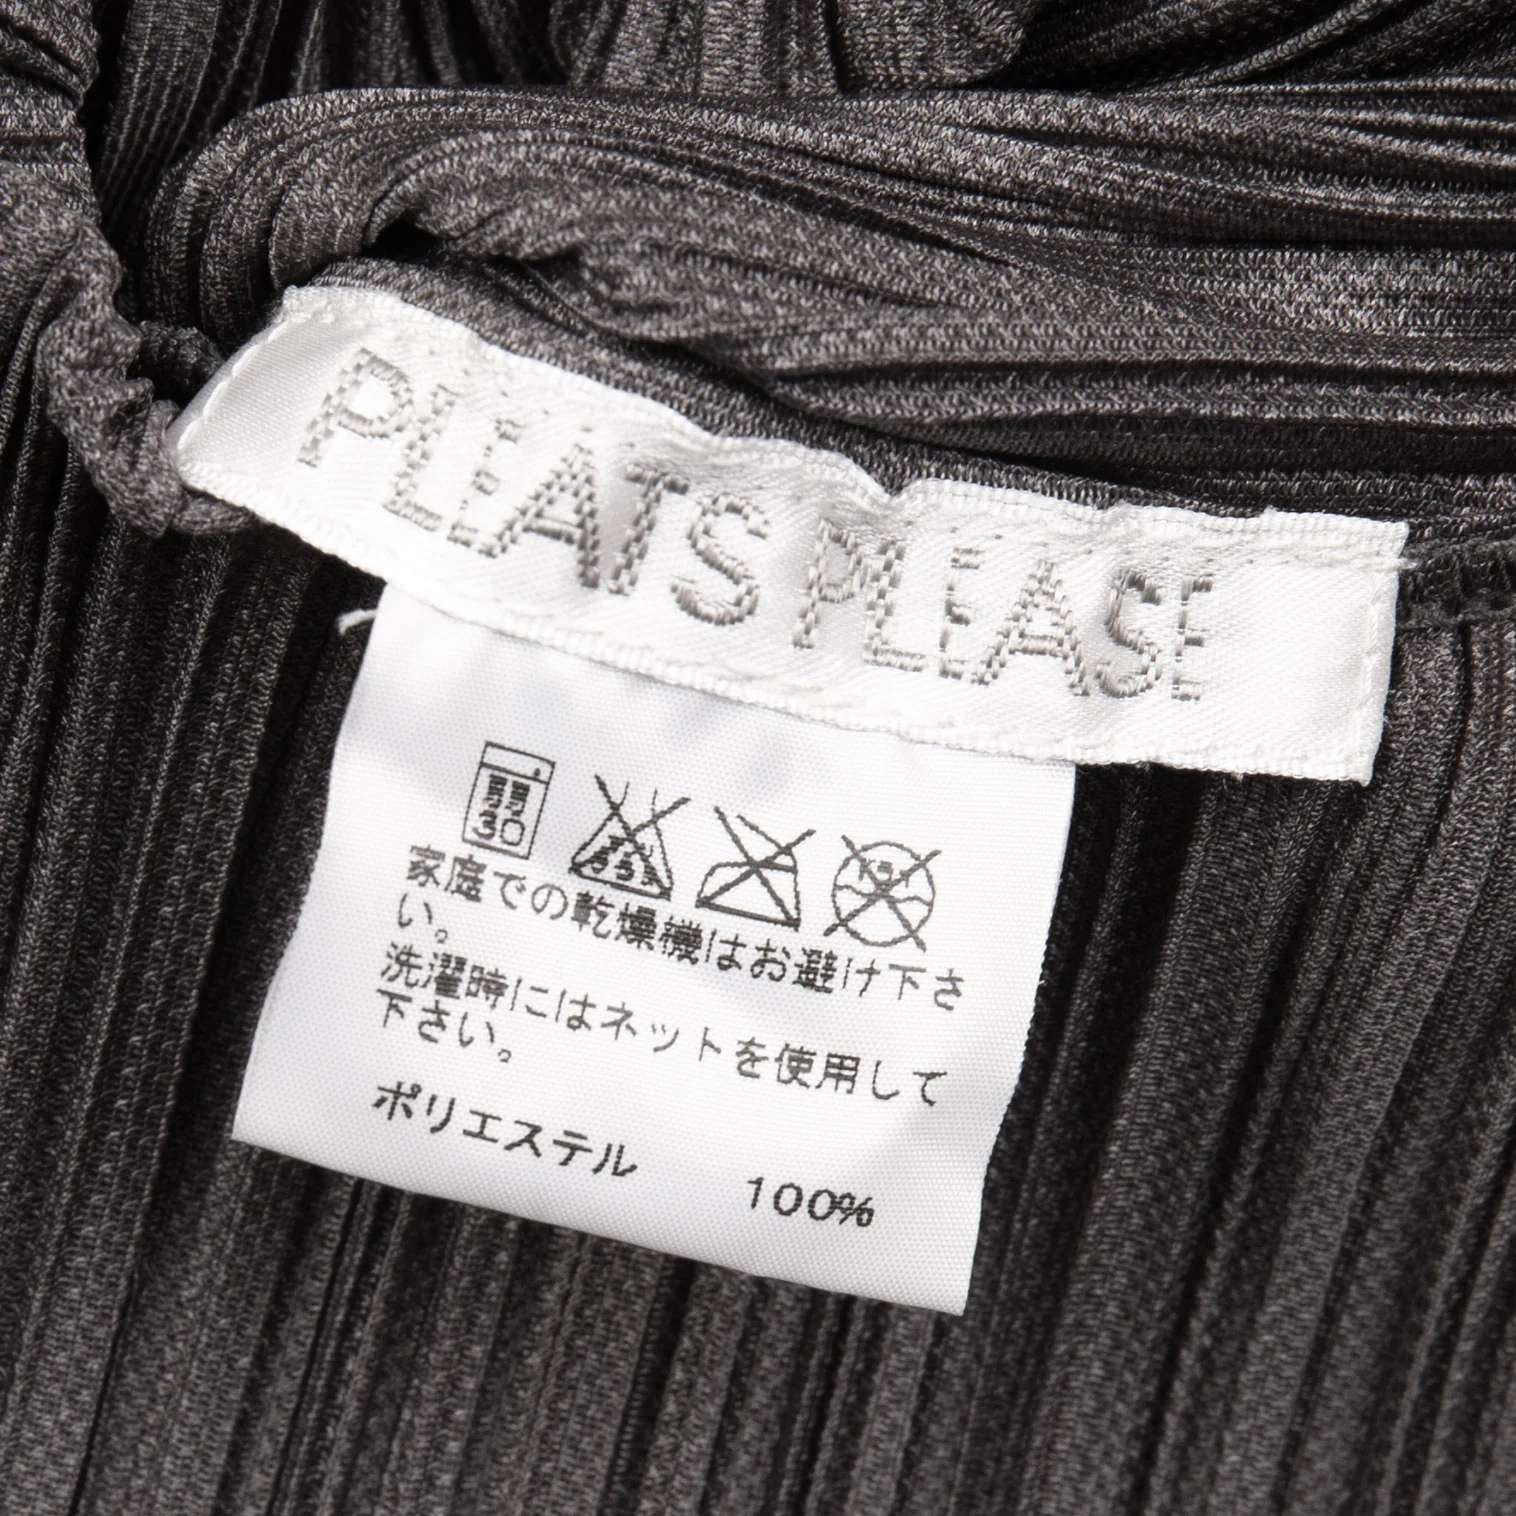 PLEATS PLEASE
家庭での乾燥機はお避け下さ
い。
洗濯時にはネットを使用して
下さい。
ポリエステル 100%